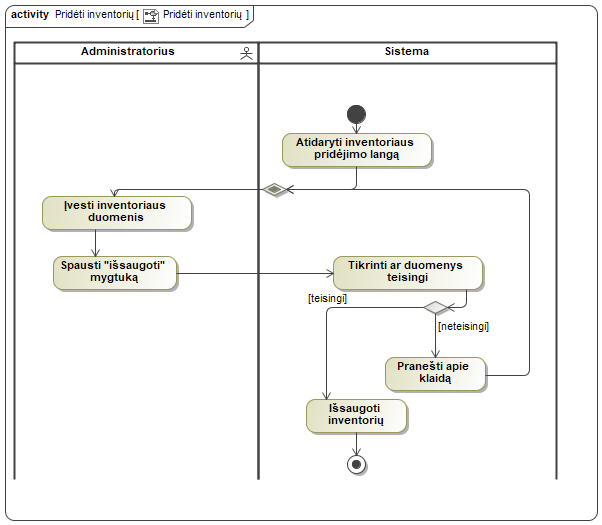 activity Pridėti inventorių [ Pridėti inventorių ]
Administratorius
Sistema
Atidaryti inventoriaus
pridėjimo langą
Įvesti inventoriaus
duomenis
Spausti "išsaugoti"
mygtuką
Tikrinti ar duomenys
teisingi
[teisingi]
[neteisingi]
Pranešti apie
klaidą
Išsaugoti
inventorių